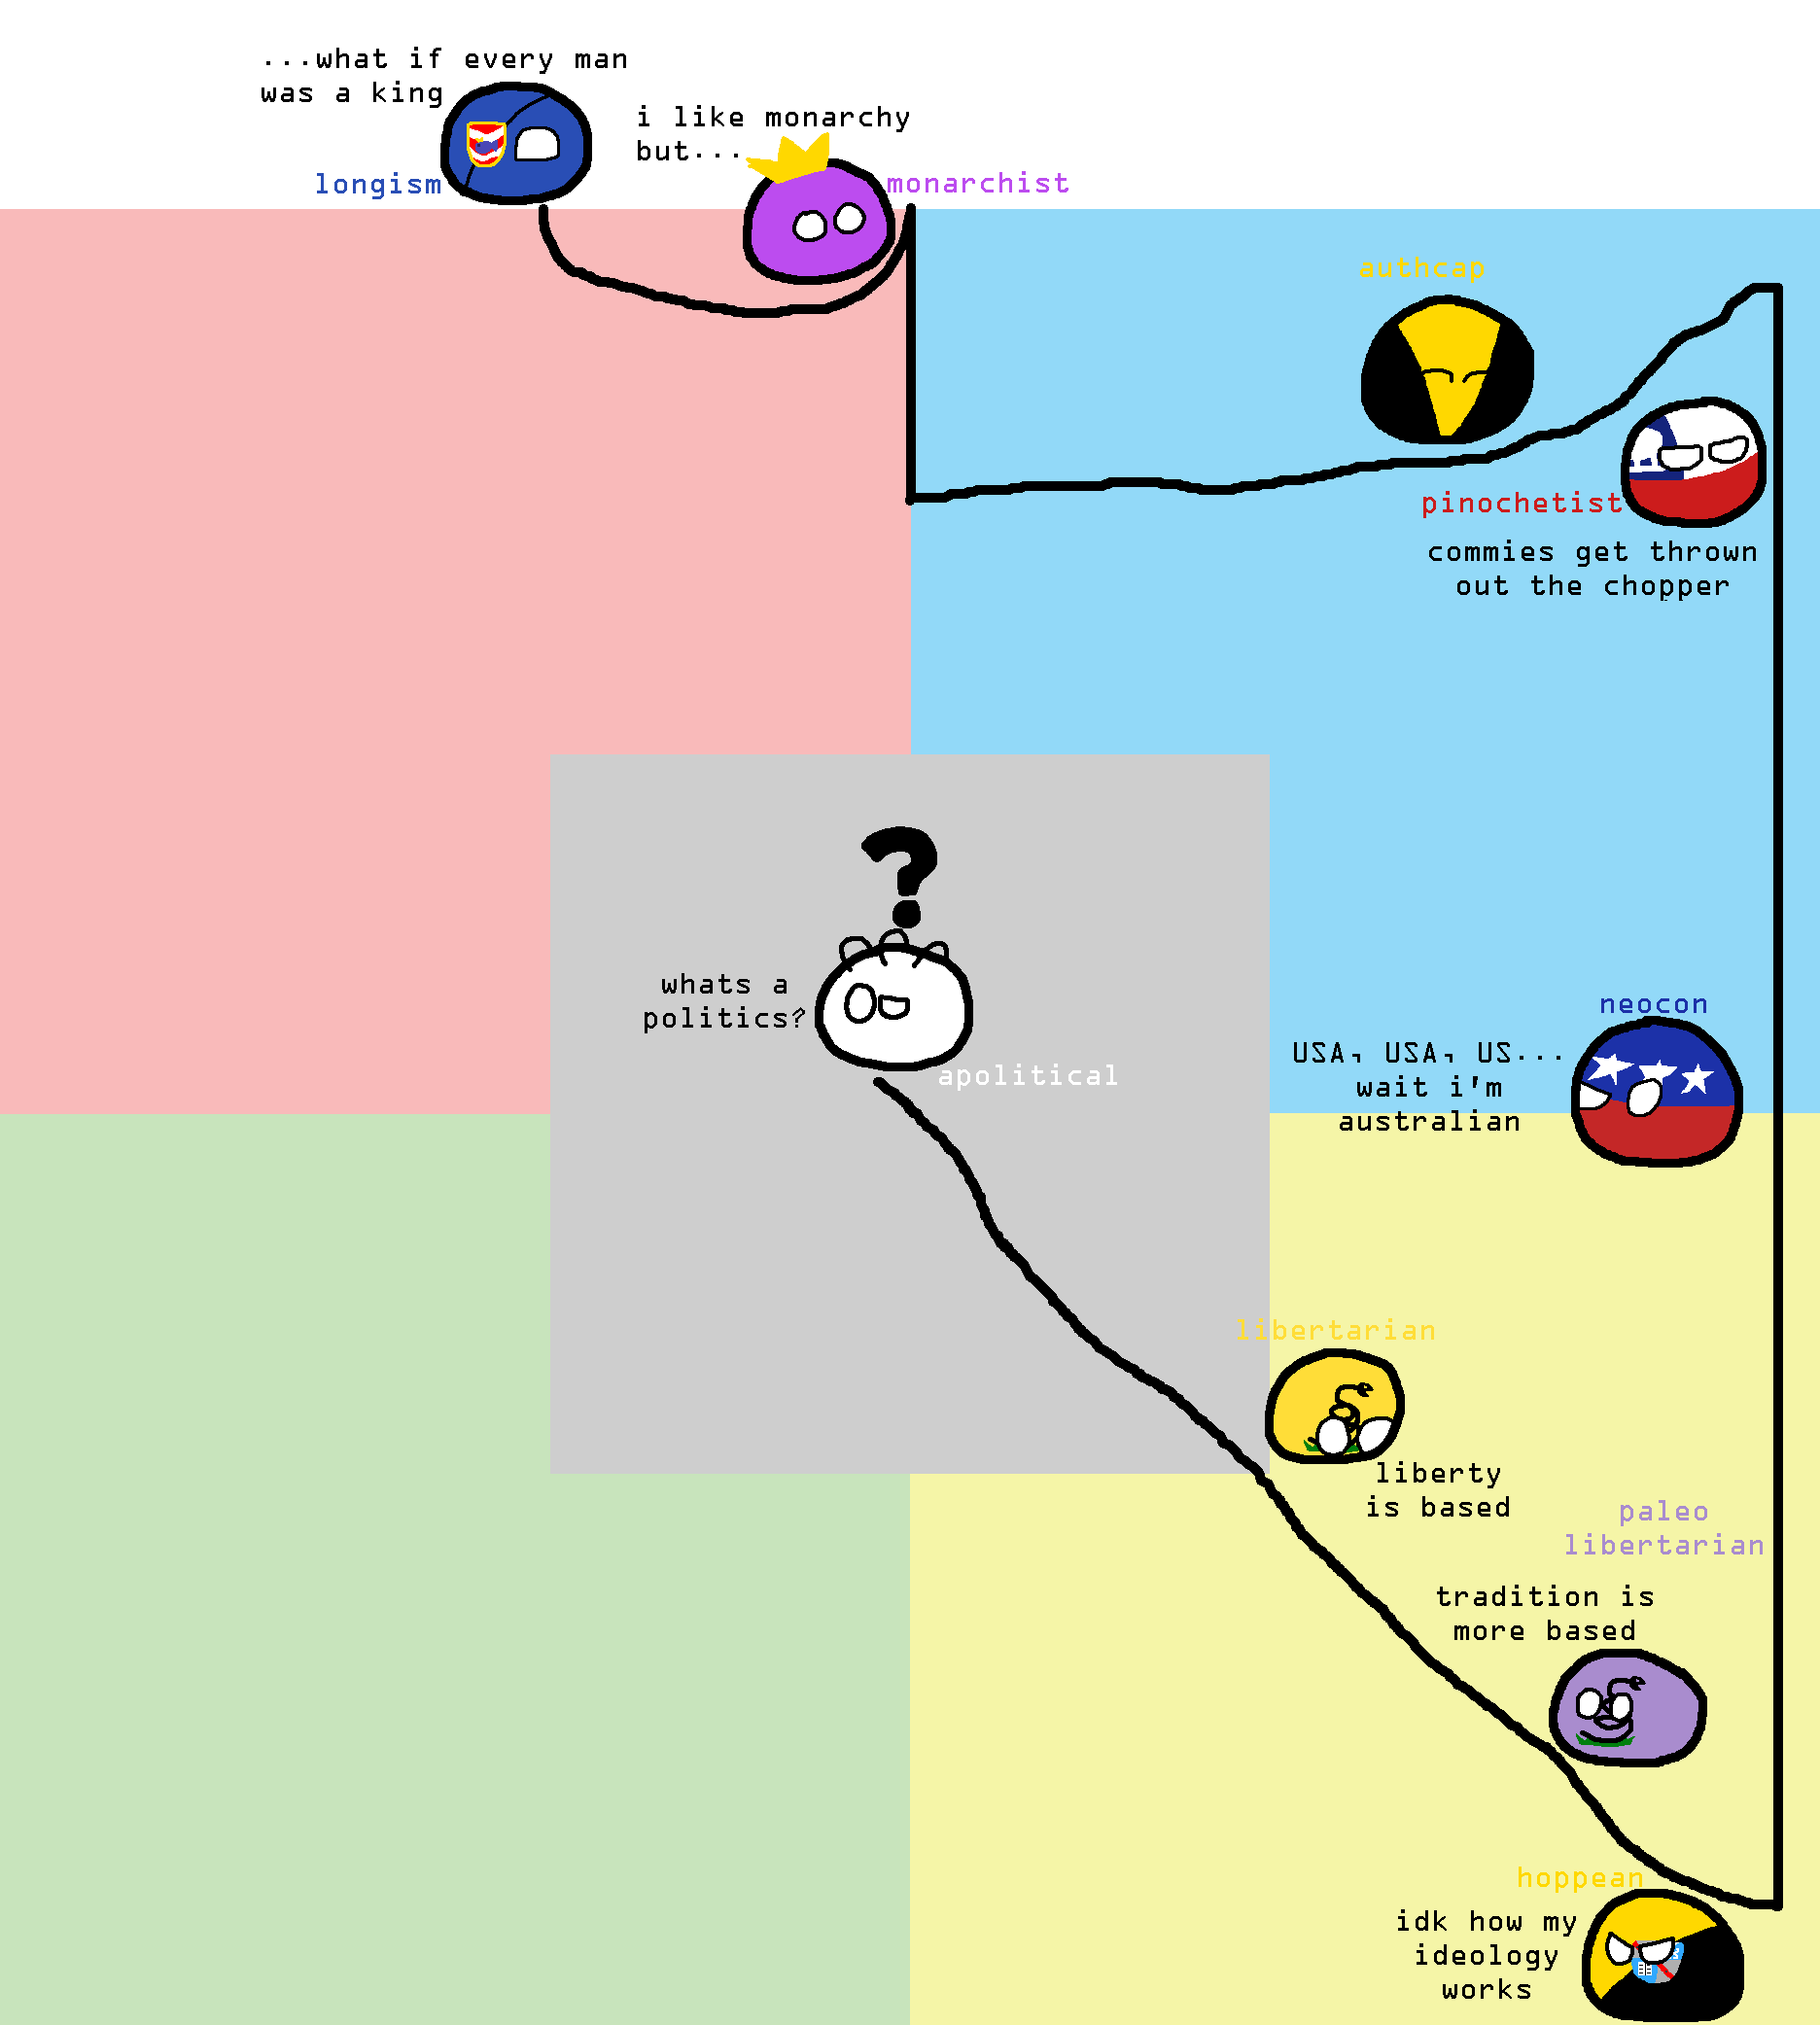 ...what if every man
was a king
longism
i like monarchy
but...
monarchist
authcap
pinochetist
commies get thrown
out the chopper
?
whats a
politics?
apolitical
neocon
USA, USA, US...
wait i'm
australian
libertarian
liberty
is based
paleo
libertarian
tradition is
more based
hoppean
idk how my
ideology
works